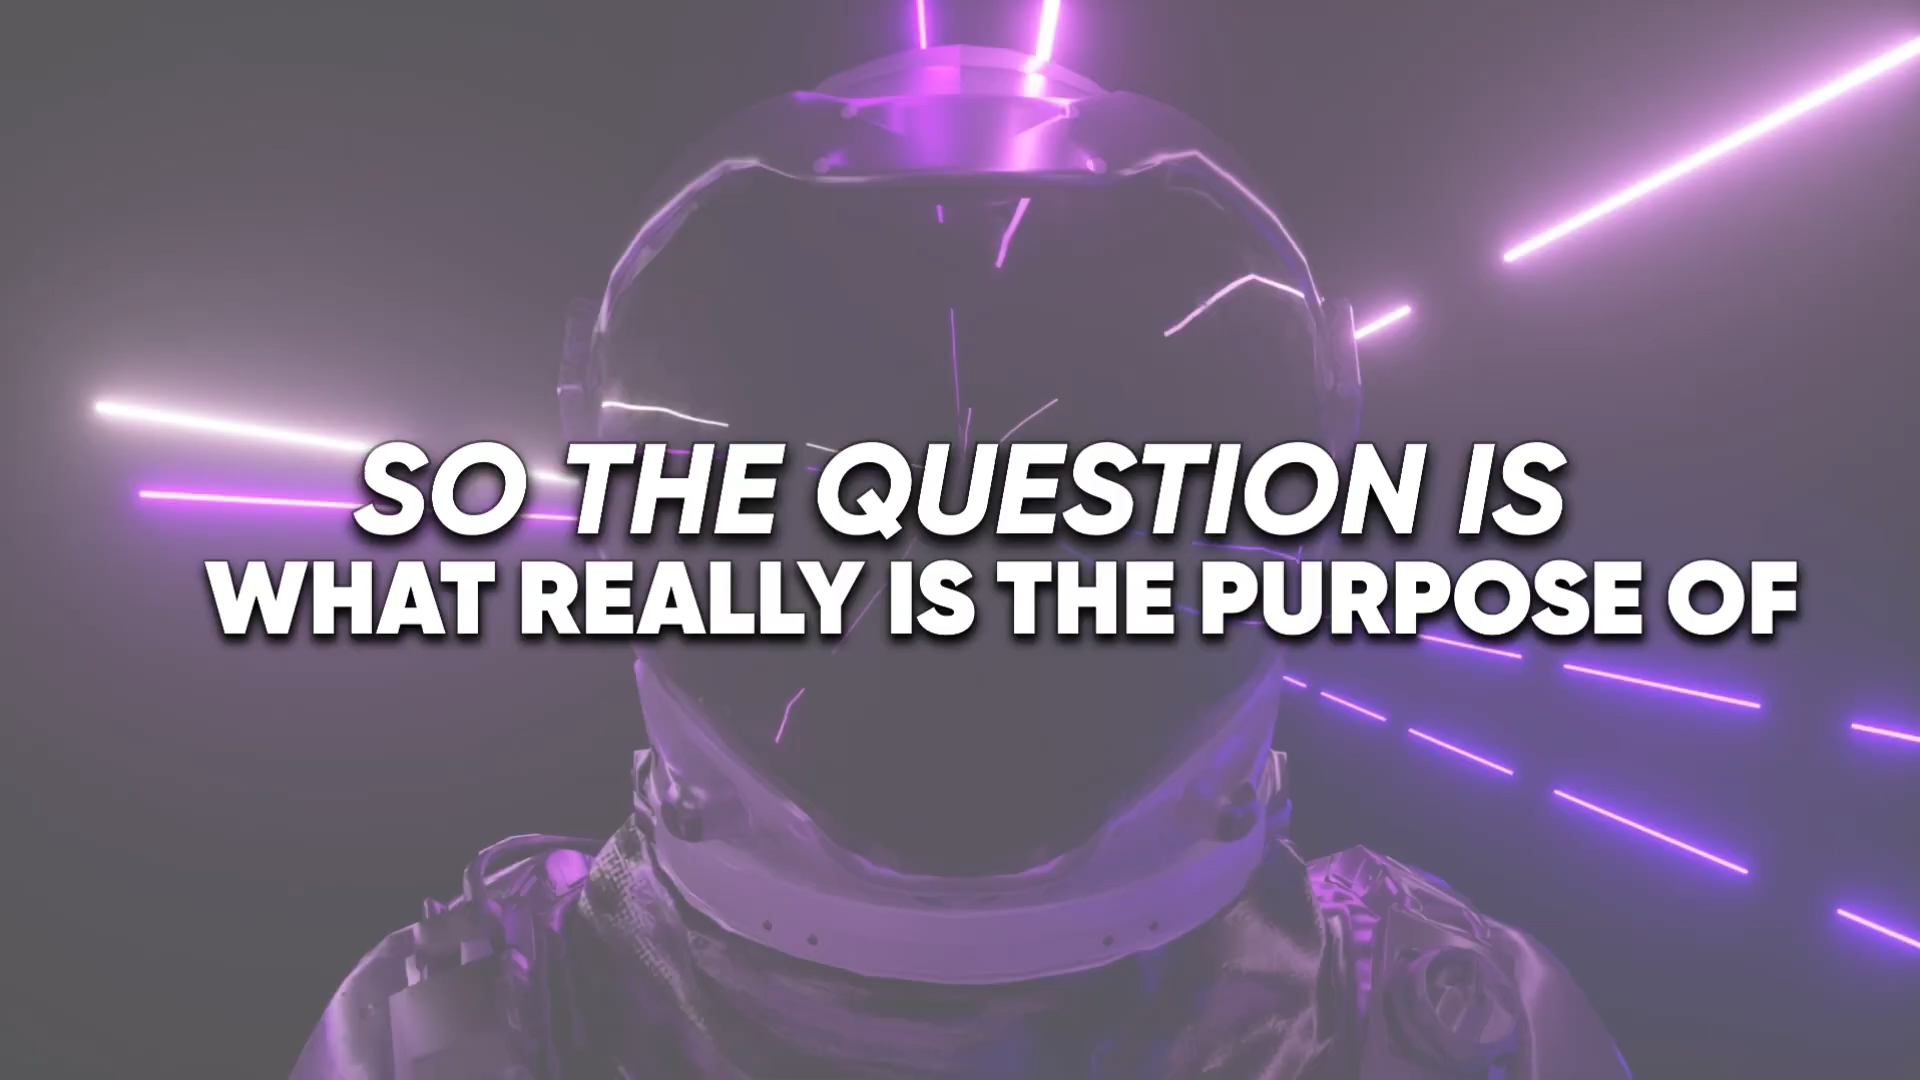 SO THE QUESTION IS
WHAT REALLY IS THE PURPOSE OF